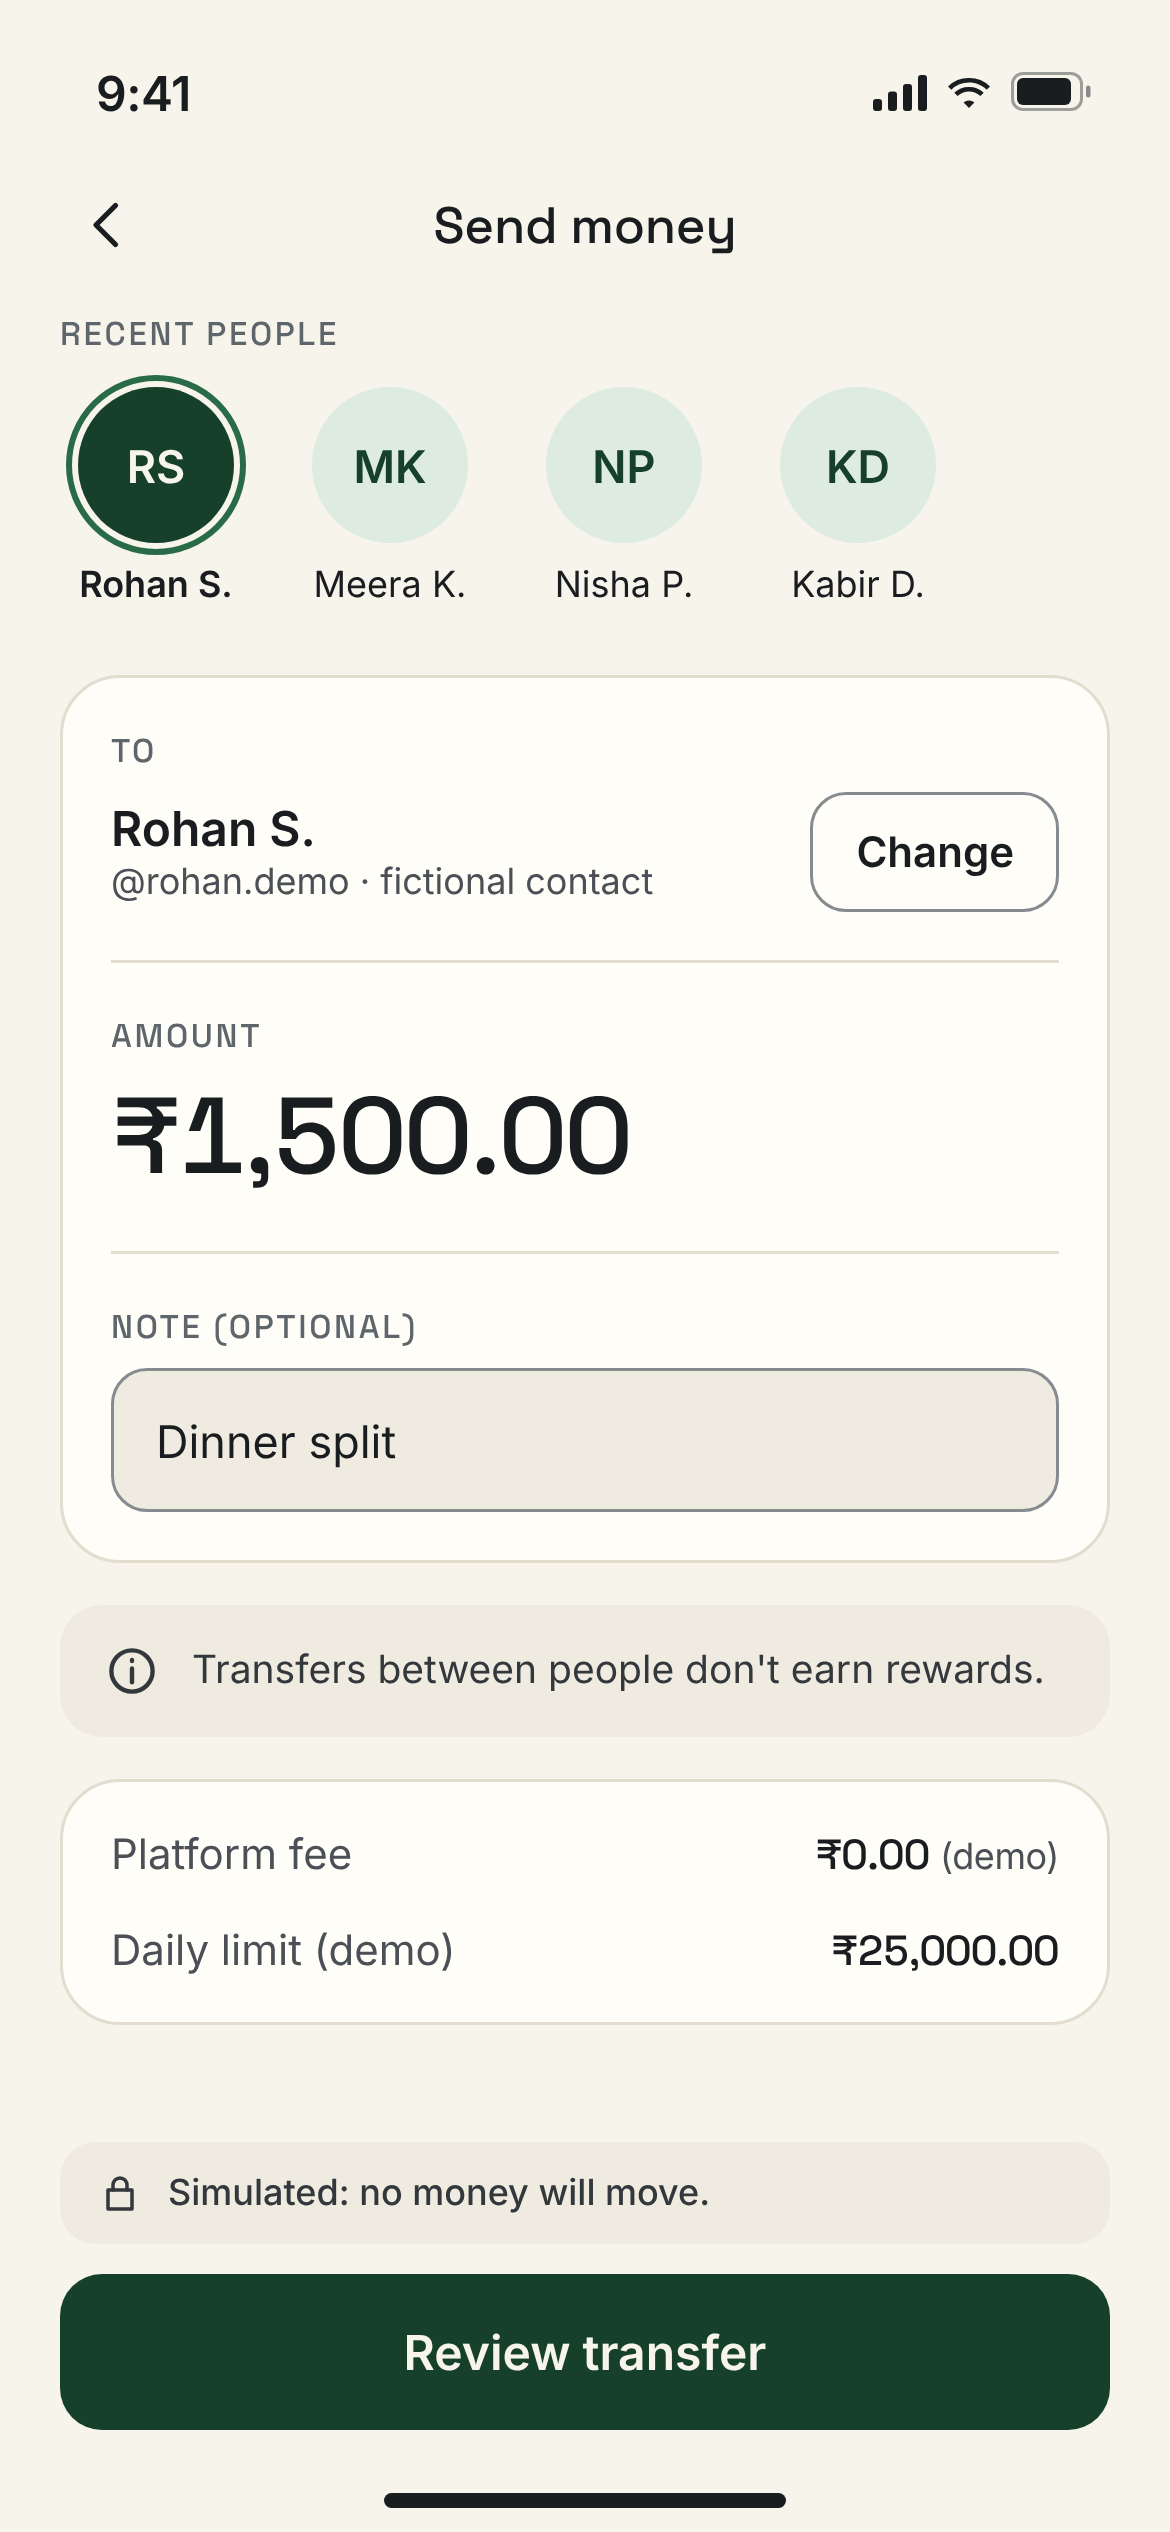 9:41
Send money
RECENT PEOPLE
RS MK NP KD
Rohan S. Meera K. Nisha P. Kabir D.
TO
Rohan S.
@rohan.demo · fictional contact
Change
AMOUNT
₹1,500.00
NOTE (OPTIONAL)
Dinner split
Transfers between people don't earn rewards.
Platform fee ₹0.00 (demo)
Daily limit (demo) ₹25,000.00
Simulated: no money will move.
Review transfer